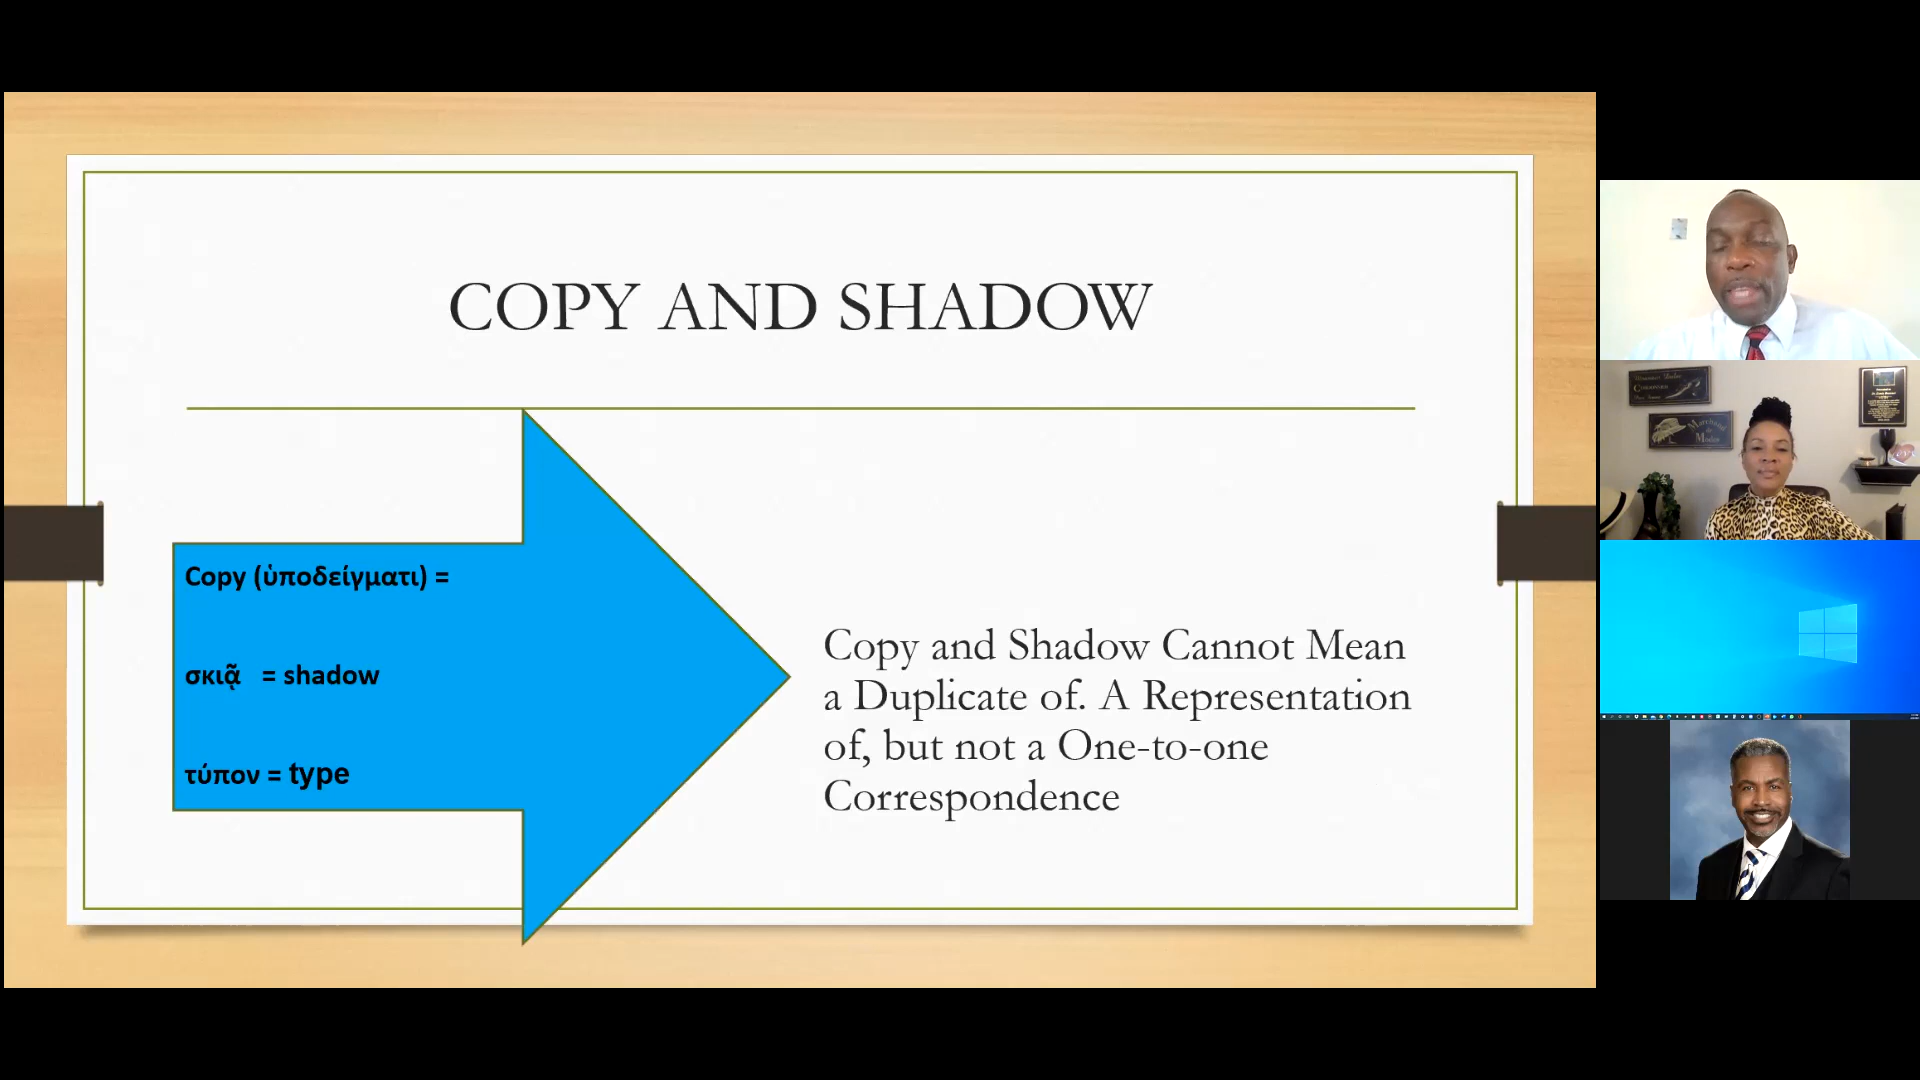 COPY AND SHADOW
Copy (ὑποδείγματι) =
σκιᾷ = shadow
τύπον = type
Copy and Shadow Cannot Mean
a Duplicate of. A Representation
of, but not a One-to-one
Correspondence